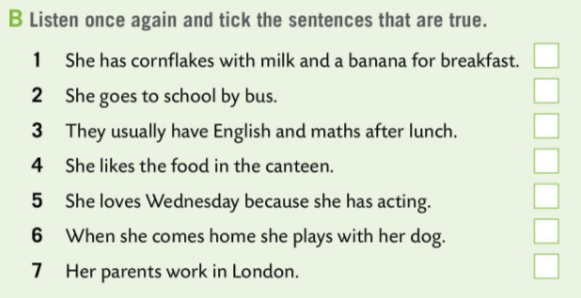 B Listen once again and tick the sentences that are true.
1 She has cornflakes with milk and a banana for breakfast.
2 She goes to school by bus.
3 They usually have English and maths after lunch.
4 She likes the food in the canteen.
5 She loves Wednesday because she has acting.
6 When she comes home she plays with her dog.
7 Her parents work in London.